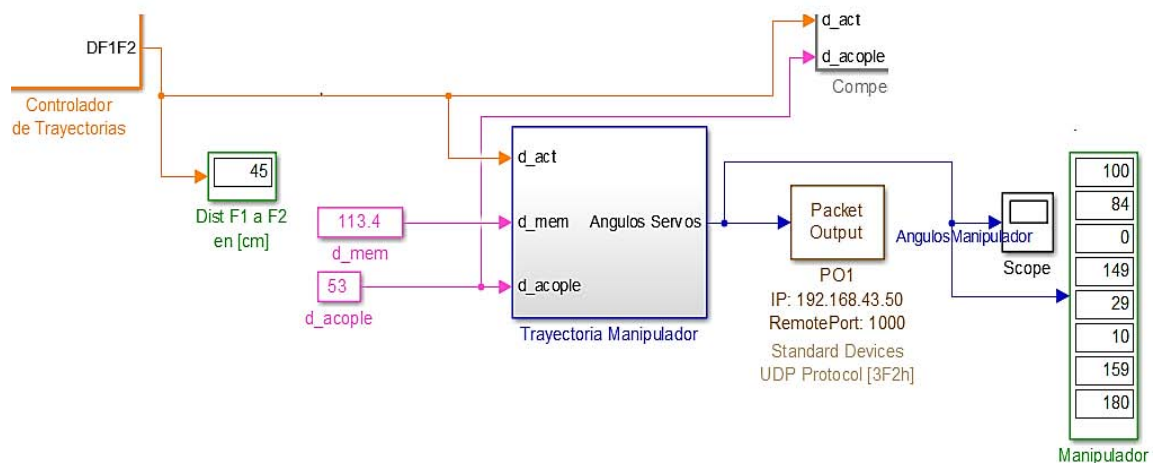 DF1F2
Controlador
de Trayectorias
45
Dist F1 a F2
en [cm]
113.4
d_mem
53
d_acople
d_act
d_mem
d_acople
Angulos Servos
Trayectoria Manipulador
d_act
d_acople
Compe
Packet
Output
PO1
IP: 192.168.43.50
RemotePort: 1000
Standard Devices
UDP Protocol [3F2h]
AngulosManipulador
Scope
100
84
0
149
29
10
159
180
Manipulador